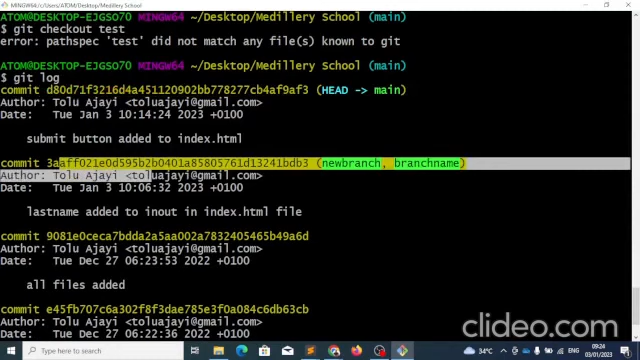 MINGW64:/c/Users/ATOM/Desktop/Medillery School
ATOM@DESKTOP-EJGSO70 MINGW64 ~/Desktop/Medillery School (main)
$ git checkout test
error: pathspec 'test' did not match any file(s) known to git
ATOM@DESKTOP-EJGSO70 MINGW64 ~/Desktop/Medillery School (main)
$ git log
commit d80d71f3216d4a451120902bb778277cb4af9af3 (HEAD -> main)
Author: Tolu Ajayi <toluajayi@gmail.com>
Date: Tue Jan 3 10:14:24 2023 +0100
submit button added to index.html
commit 3aaff021e0d595b2b0401a85805761d13241bdb3 (newbranch, branchname)
Author: Tolu Ajayi <toluajayi@gmail.com>
Date: Tue Jan 3 10:06:32 2023 +0100
lastname added to inout in index.html file
commit 9081e0ceca7bdda2a5aa002a7832405465b49a6d
Author: Tolu Ajayi <toluajayi@gmail.com>
Date: Tue Dec 27 06:23:53 2022 +0100
all files added
commit e45fb707c6a302f8f3dae785e3f0a084c6db63cb
Author: Tolu Ajayi <toluajayi@gmail.com>
Date: Tue Dec 27 06:22:36 2022 +0100
clideo.com
Type here to search
34°C
ENG
09:24
03/01/2023